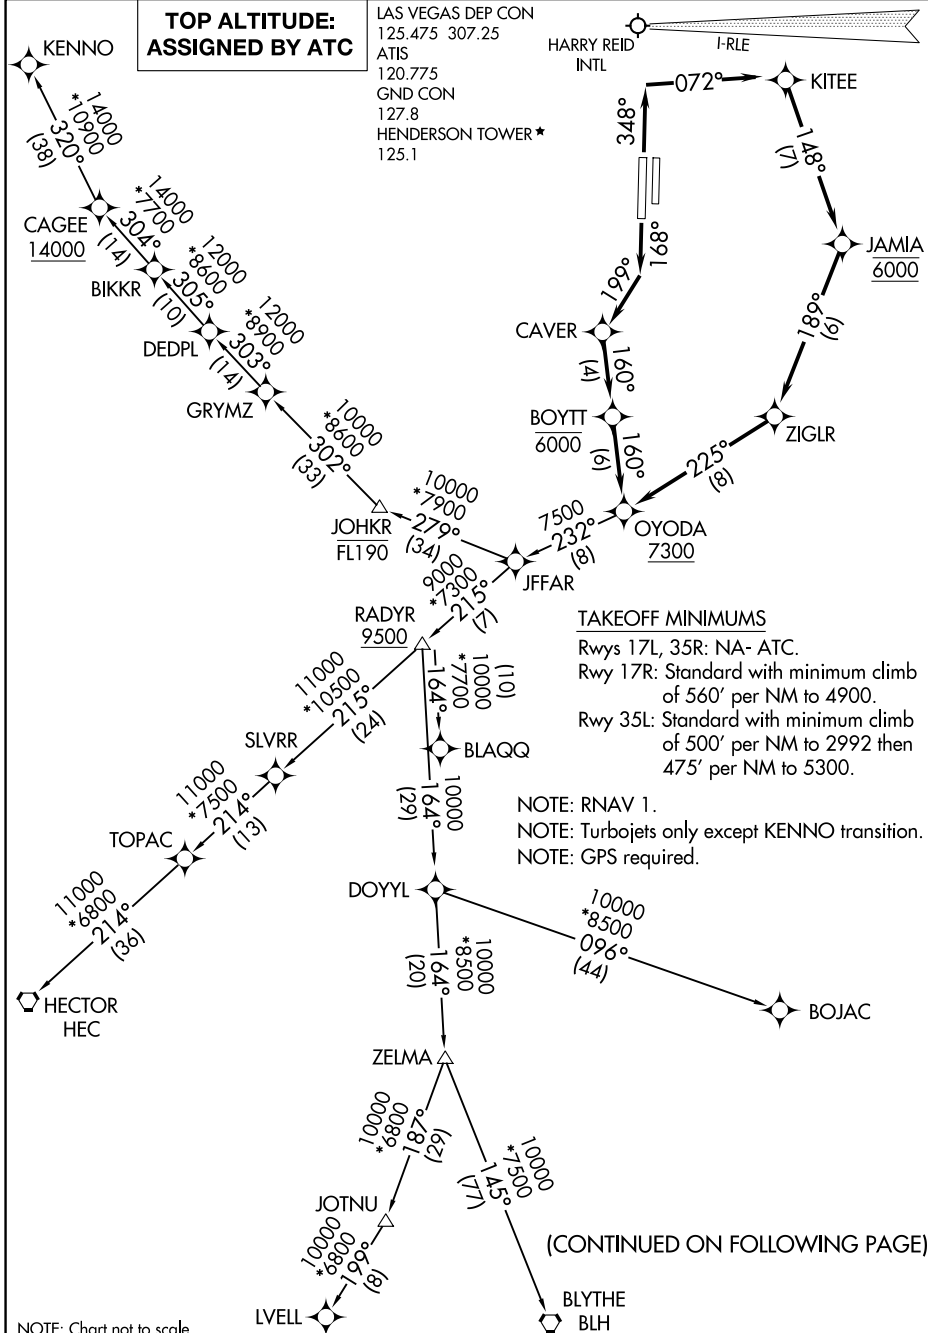 TOP ALTITUDE:
ASSIGNED BY ATC
LAS VEGAS DEP CON
125.475 307.25
ATIS
120.775
GND CON
127.8
HENDERSON TOWER★
125.1
HARRY REID
INTL
I-RLE
KENNO
14000
*10900
320°
(38)
CAGEE
14000
14000
*7700
304°
(14)
BIKKR
12000
*8600
305°
(10)
DEDPL
12000
*8900
303°
(14)
GRYMZ
10000
*8600
302°
(33)
JOHKR
FL190
10000
*7900
279°
(34)
JFFAR
348°
072°
KITEE
148°
(7)
JAMIA
6000
189°
(6)
ZIGLR
225°
(8)
168°
199°
CAVER
160°
(4)
BOYTT
6000
160°
(6)
OYODA
7300
7500
232°
(8)
9000
*7300
215°
(7)
RADYR
9500
TAKEOFF MINIMUMS
Rwys 17L, 35R: NA- ATC.
Rwy 17R: Standard with minimum climb
of 560' per NM to 4900.
Rwy 35L: Standard with minimum climb
of 500' per NM to 2992 then
475' per NM to 5300.
NOTE: RNAV 1.
NOTE: Turbojets only except KENNO transition.
NOTE: GPS required.
(10)
10000
*7700
164°
BLAQQ
11000
*10500
215°
(24)
SLVRR
11000
*7500
214°
(13)
TOPAC
11000
*6800
214°
(36)
HECTOR
HEC
10000
164°
(29)
DOYYL
10000
*8500
096°
(44)
BOJAC
10000
*8500
164°
(20)
ZELMA
10000
*6800
187°
(29)
JOTNU
10000
*6800
199°
(8)
LVELL
10000
*7500
145°
(77)
BLYTHE
BLH
(CONTINUED ON FOLLOWING PAGE)
NOTE: Chart not to scale